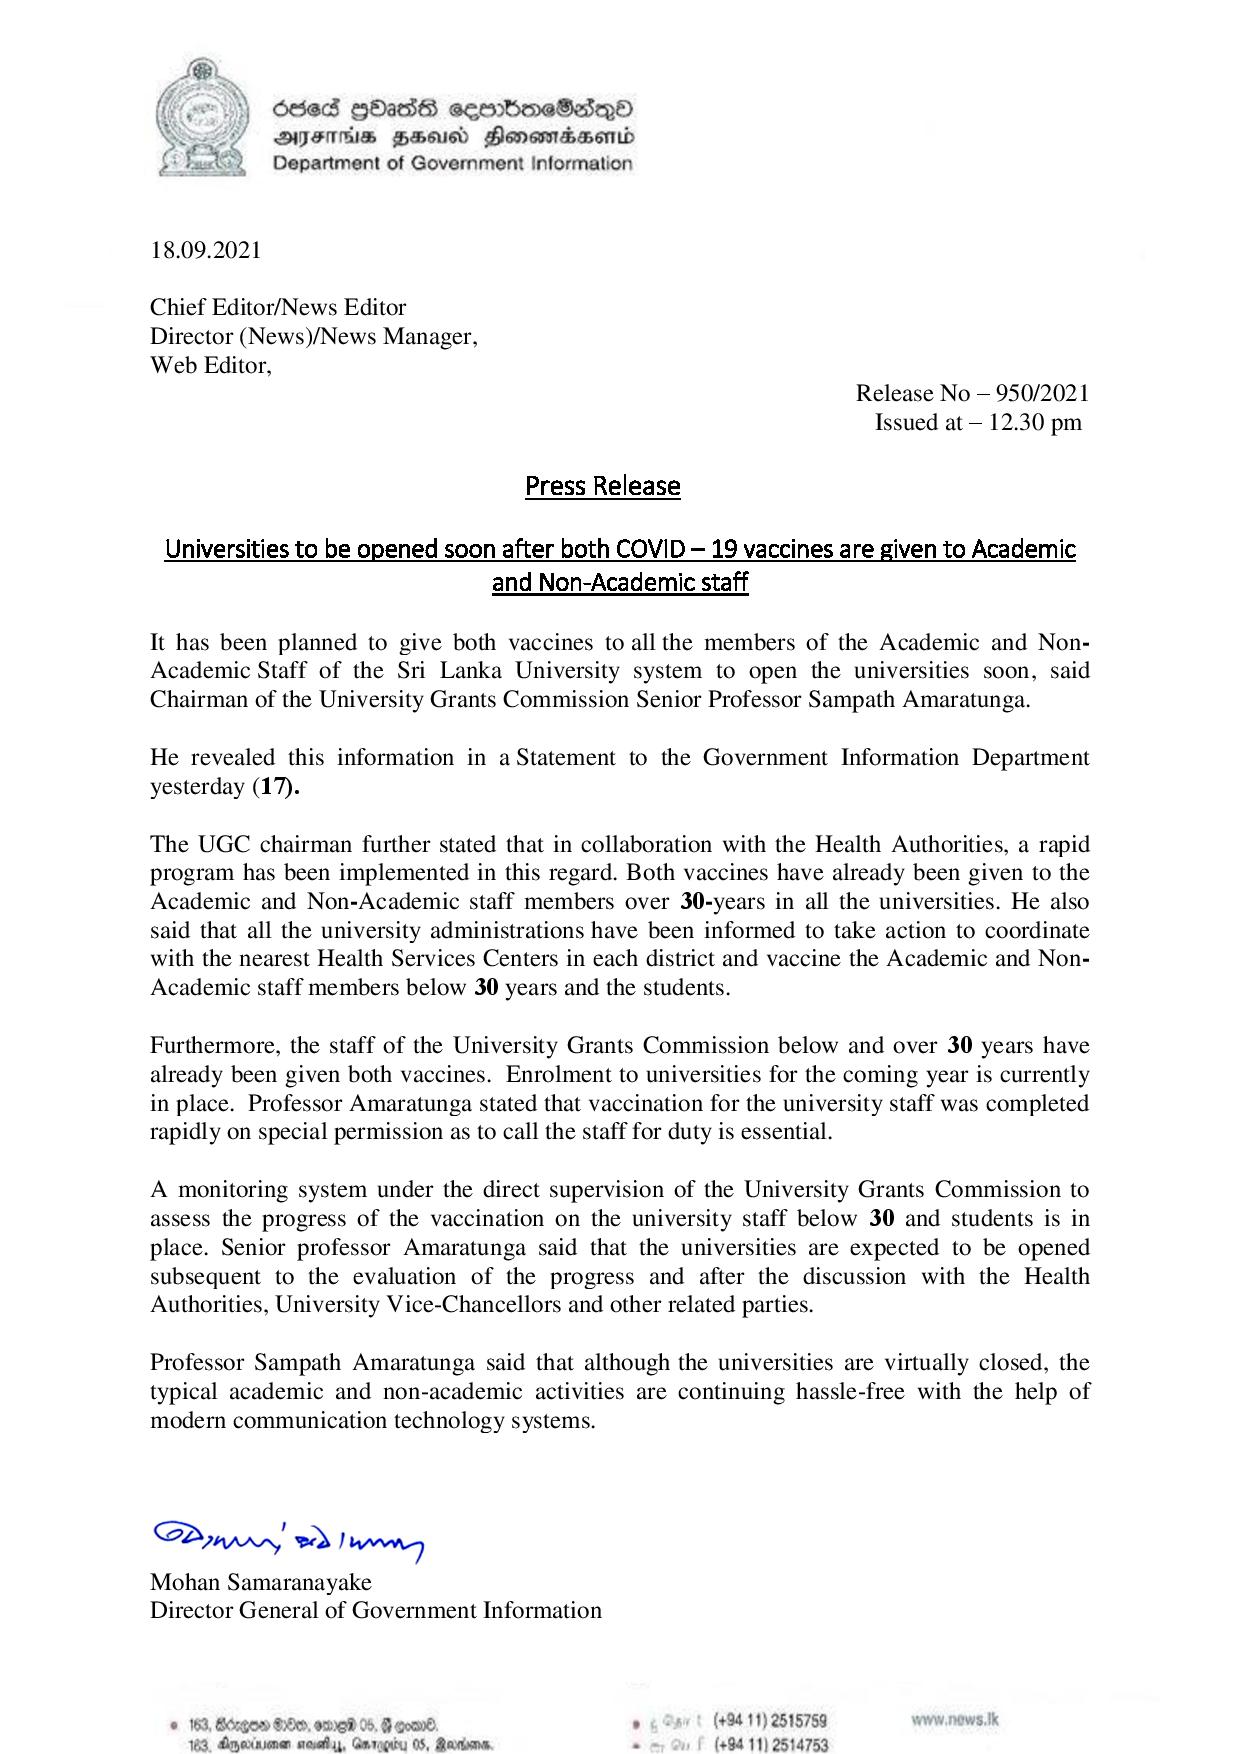 රජයේ ප්‍රවෘත්ති දෙපාර්තමේන්තුව
அரசாங்க தகவல் திணைக்களம்
Department of Government Information
18.09.2021
Chief Editor/News Editor
Director (News)/News Manager,
Web Editor,
Release No – 950/2021
Issued at – 12.30 pm
Press Release
Universities to be opened soon after both COVID – 19 vaccines are given to Academic
and Non-Academic staff
It has been planned to give both vaccines to all the members of the Academic and Non-
Academic Staff of the Sri Lanka University system to open the universities soon, said
Chairman of the University Grants Commission Senior Professor Sampath Amaratunga.
He revealed this information in a Statement to the Government Information Department
yesterday (17).
The UGC chairman further stated that in collaboration with the Health Authorities, a rapid
program has been implemented in this regard. Both vaccines have already been given to the
Academic and Non-Academic staff members over 30-years in all the universities. He also
said that all the university administrations have been informed to take action to coordinate
with the nearest Health Services Centers in each district and vaccine the Academic and Non-
Academic staff members below 30 years and the students.
Furthermore, the staff of the University Grants Commission below and over 30 years have
already been given both vaccines.  Enrolment to universities for the coming year is currently
in place.  Professor Amaratunga stated that vaccination for the university staff was completed
rapidly on special permission as to call the staff for duty is essential.
A monitoring system under the direct supervision of the University Grants Commission to
assess the progress of the vaccination on the university staff below 30 and students is in
place. Senior professor Amaratunga said that the universities are expected to be opened
subsequent to the evaluation of the progress and after the discussion with the Health
Authorities, University Vice-Chancellors and other related parties.
Professor Sampath Amaratunga said that although the universities are virtually closed, the
typical academic and non-academic activities are continuing hassle-free with the help of
modern communication technology systems.
Mohan Samaranayake
Director General of Government Information
163, කිරුලපන මාවත, කොළඹ 05, ශ්‍රී ලංකාව.
163, கிருலப்பனை எவனியூ, கொழும்பு 05, இலங்கை.
(+94 11) 2515759
(+94 11) 2514753
www.news.lk